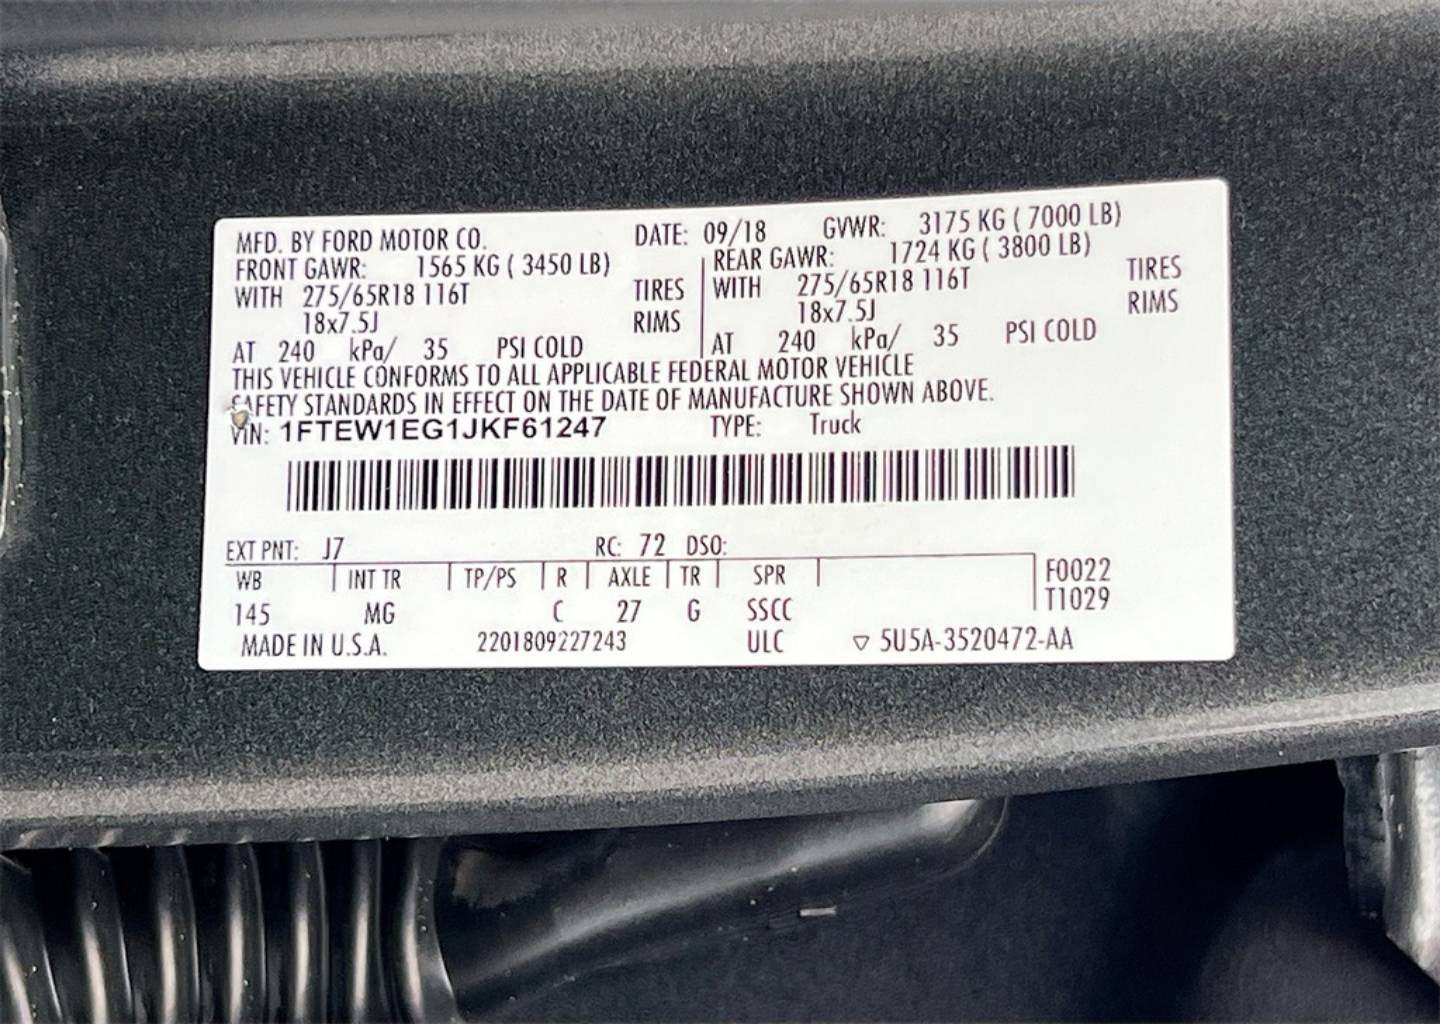 MFD. BY FORD MOTOR CO. DATE: 09/18 GVWR: 3175 KG ( 7000 LB)
FRONT GAWR: 1565 KG ( 3450 LB) REAR GAWR: 1724 KG ( 3800 LB)
WITH 275/65R18 116T TIRES WITH 275/65R18 116T TIRES
18x7.5J RIMS 18x7.5J RIMS
AT 240 kPa/ 35 PSI COLD AT 240 kPa/ 35 PSI COLD
THIS VEHICLE CONFORMS TO ALL APPLICABLE FEDERAL MOTOR VEHICLE
SAFETY STANDARDS IN EFFECT ON THE DATE OF MANUFACTURE SHOWN ABOVE.
VIN: 1FTEW1EG1JKF61247 TYPE: Truck
EXT PNT: J7 RC: 72 DSO:
WB INT TR TP/PS R AXLE TR SPR F0022
145 MG C 27 G SSCC T1029
MADE IN U.S.A. 2201809227243 ULC ▽ 5U5A-3520472-AA